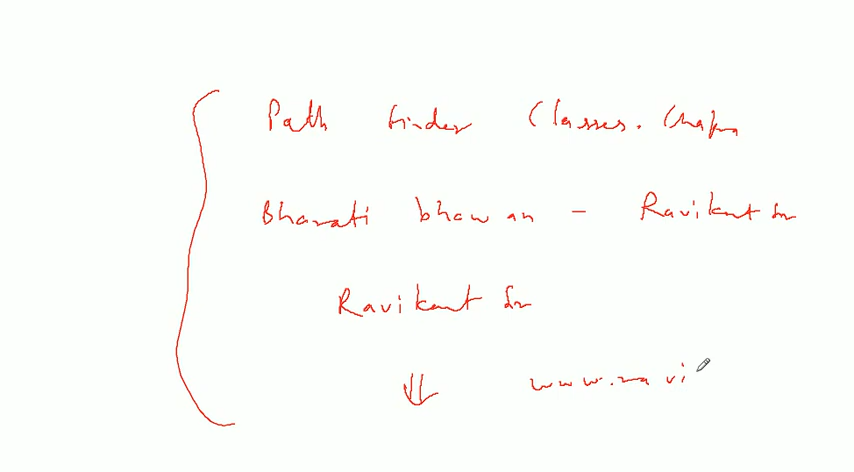 Path finder Classes. Chapra
Bharati bhawan - Ravikant Sir
Ravikant Sir
www.ravi